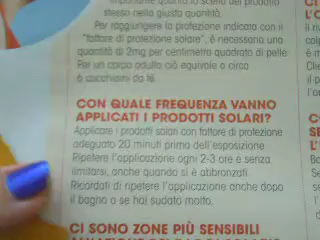 importante quanto la scelta del prodotto
stesso nella giusta quantità.
Per raggiungere la protezione indicata con il
"fattore di protezione solare", è necessaria una
quantità di 2mg per centimetro quadrato di pelle
Per un corpo adulto ciò equivale a circa
6 cucchiaini da tè.
CON QUALE FREQUENZA VANNO
APPLICATI I PRODOTTI SOLARI?
Applicare i prodotti solari con fattore di protezione
adeguato 20 minuti prima dell'esposizione
Ripetere l'applicazione ogni 2-3 ore e senza
limitarsi, anche quando si è abbronzati.
Ricordati di ripetere l'applicazione anche dopo
il bagno o se hai sudato molto.
CI SONO ZONE PIÙ SENSIBILI